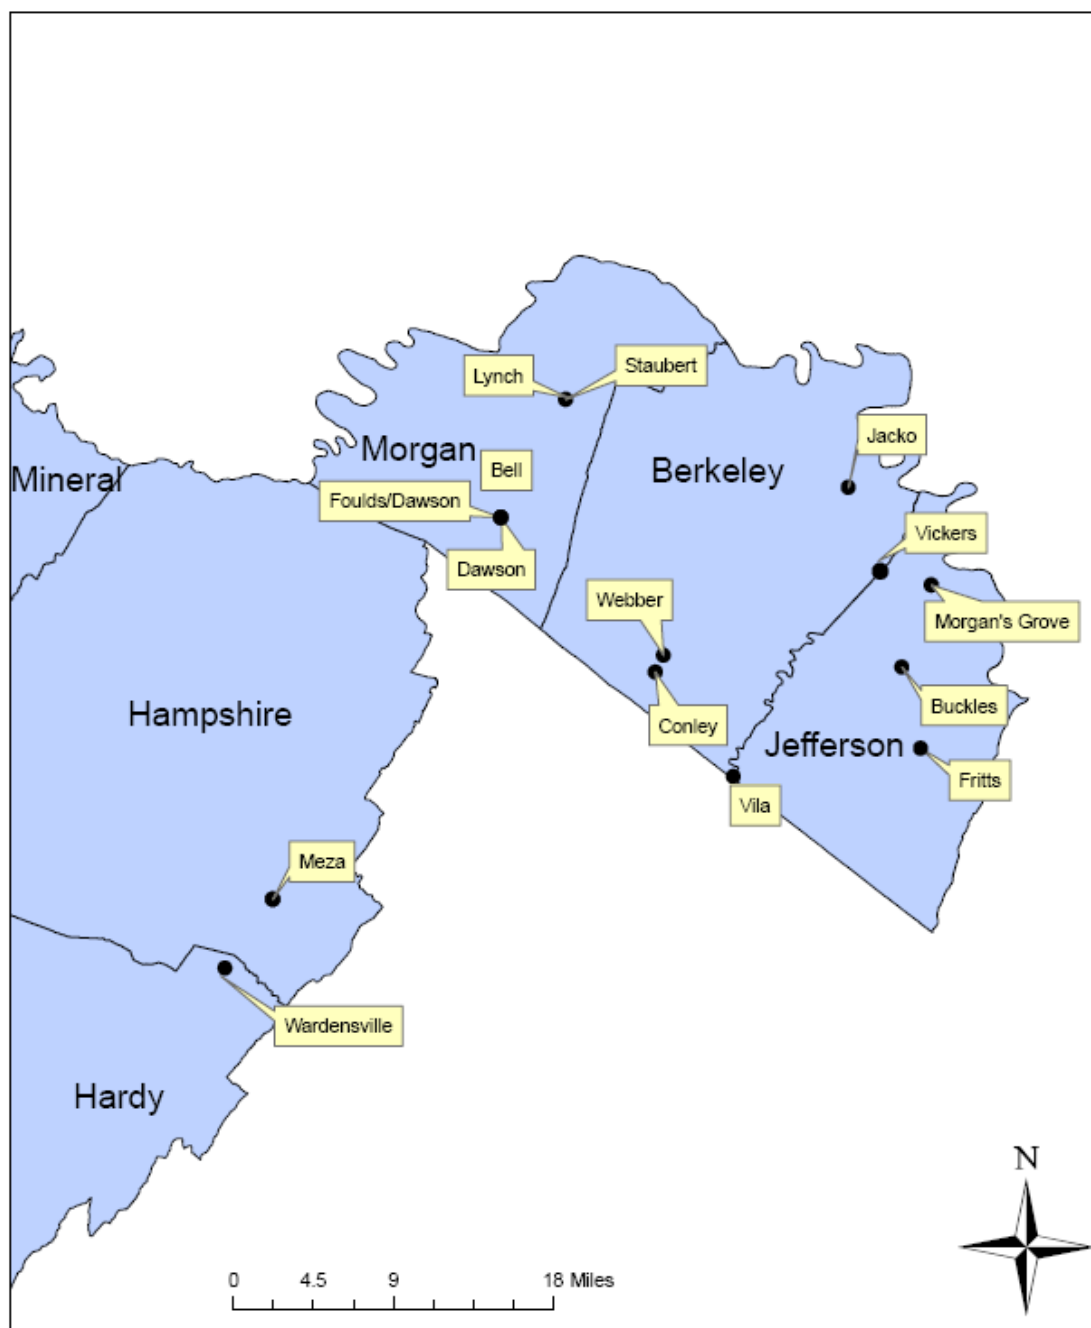 Staubert
Lynch
Jacko
Morgan
Bell
Berkeley
Mineral
Foulds/Dawson
Vickers
Dawson
Webber
Morgan's Grove
Hampshire
Buckles
Conley
Jefferson
Fritts
Vila
Meza
Wardensville
Hardy
N
0 4.5 9 18 Miles